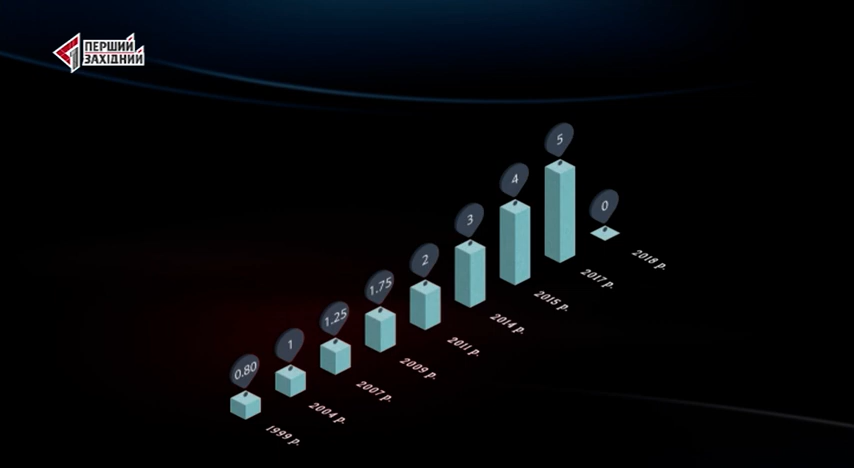 ПЕРШИЙ
ЗАХІДНИЙ
5
4
0
3
2
1.75
1.25
1
0.80
2018 р.
2017 р.
2015 р.
2014 р.
2011 р.
2009 р.
2007 р.
2004 р.
1999 р.